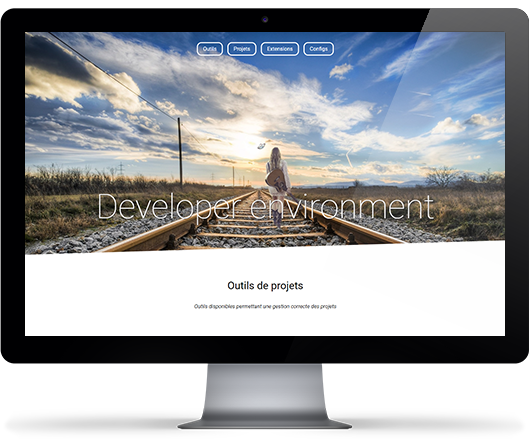 Outils
Projets
Extensions
Configs
Developer environment
Outils de projets
Outils disponibles permettant une gestion correcte des projets